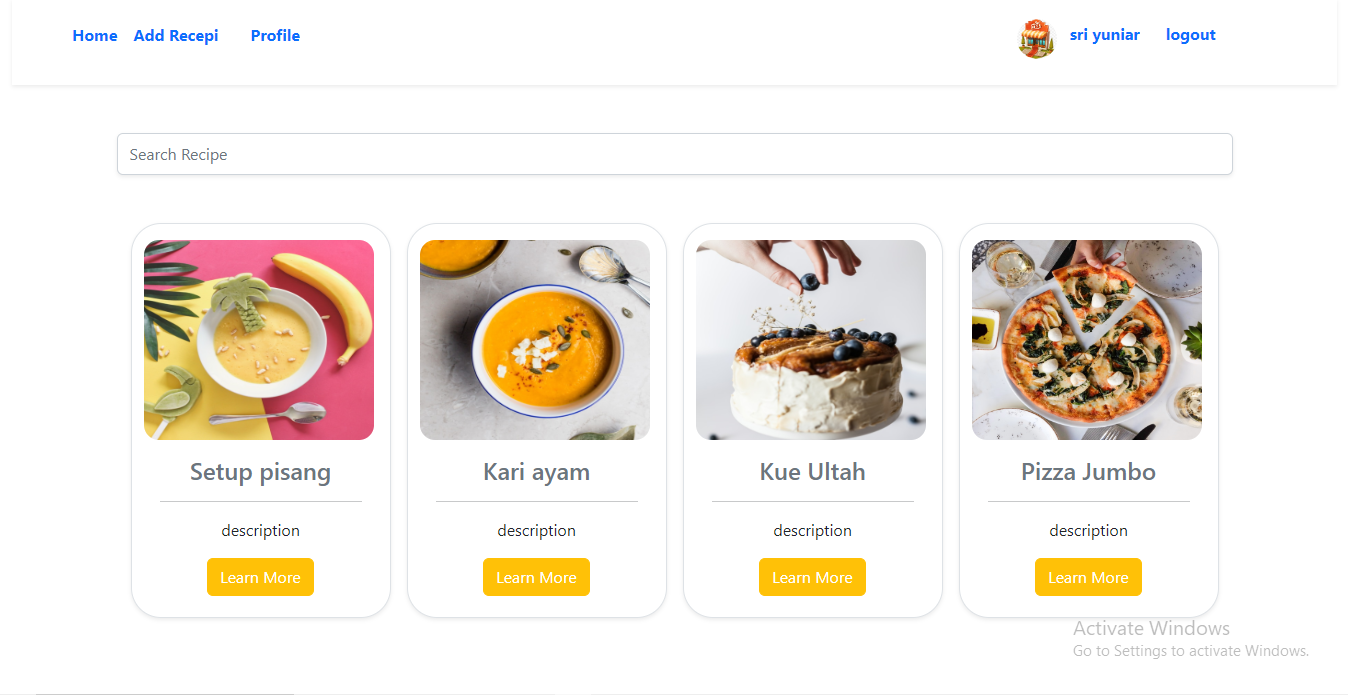 Home Add Recepi Profile sri yuniar logout
Search Recipe
Setup pisang Kari ayam Kue Ultah Pizza Jumbo
description description description description
Learn More Learn More Learn More Learn More
Activate Windows
Go to Settings to activate Windows.